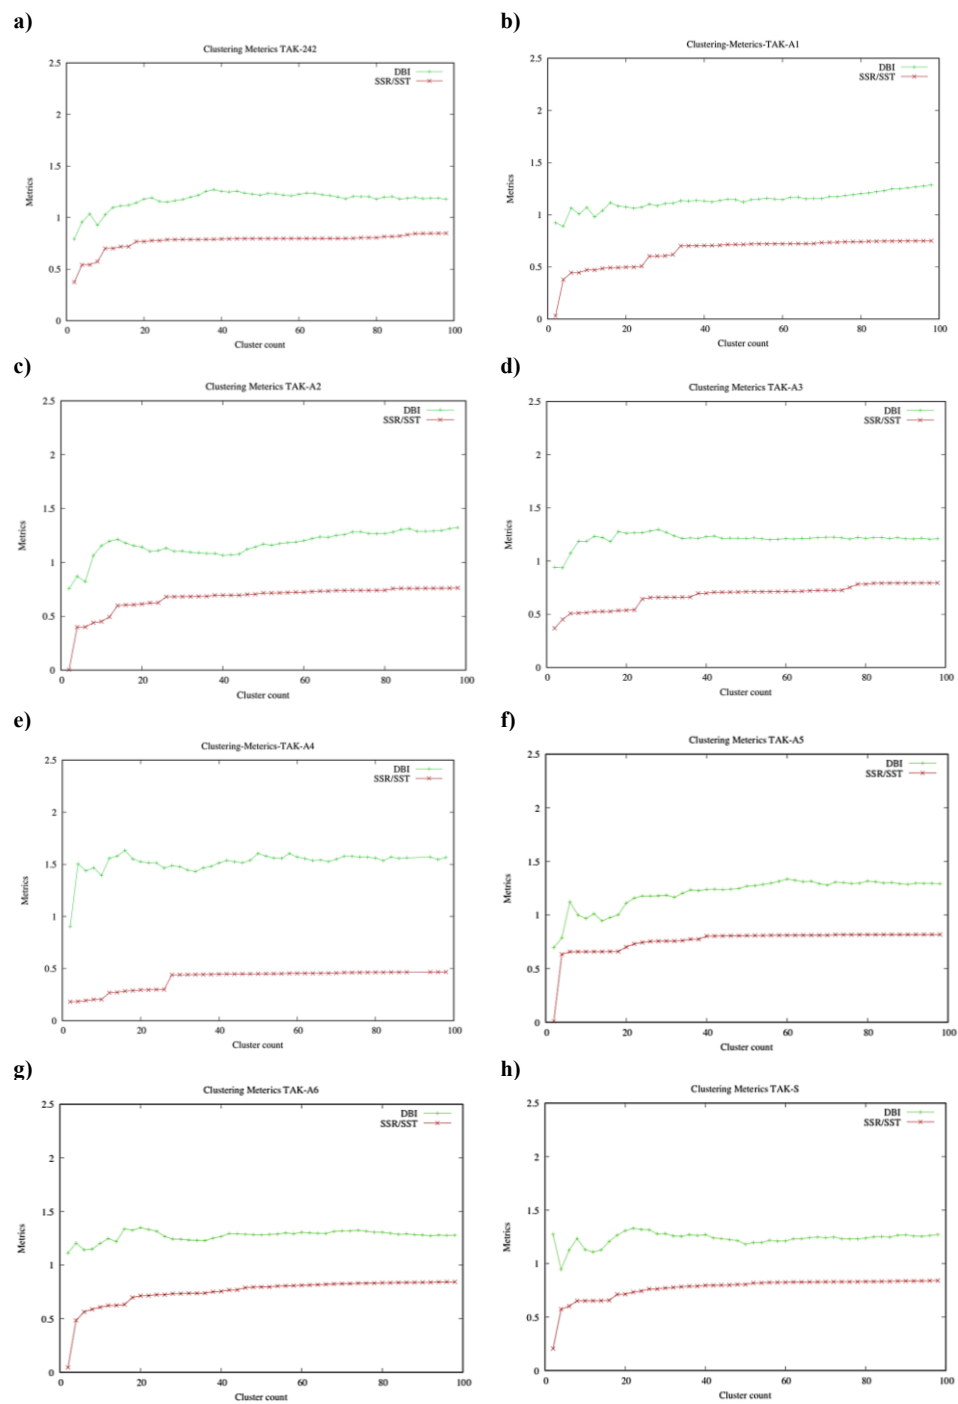 a)
Clustering Meterics TAK-242
2.5
2
1.5
1
0.5
0
Metrics
DBI
SSR/SST
0 20 40 60 80 100
Cluster count
b)
Clustering-Metrics-TAK-A1
2.5
2
1.5
1
0.5
0
Metrics
DBI
SSR/SST
0 20 40 60 80 100
Cluster count
c)
Clustering Meterics TAK-A2
2.5
2
1.5
1
0.5
0
Metrics
DBI
SSR/SST
0 20 40 60 80 100
Cluster count
d)
Clustering Meterics TAK-A3
2.5
2
1.5
1
0.5
0
Metrics
DBI
SSR/SST
0 20 40 60 80 100
Cluster count
e)
Clustering-Meterics-TAK-A4
2.5
2
1.5
1
0.5
0
Metrics
DBI
SSR/SST
0 20 40 60 80 100
Cluster count
f)
Clustering Meterics TAK-A5
2.5
2
1.5
1
0.5
0
Metrics
DBI
SSR/SST
0 20 40 60 80 100
Cluster count
g)
Clustering Meterics TAK-A6
2.5
2
1.5
1
0.5
0
Metrics
DBI
SSR/SST
0 20 40 60 80 100
Cluster count
h)
Clustering Meterics TAK-S
2.5
2
1.5
1
0.5
0
Metrics
DBI
SSR/SST
0 20 40 60 80 100
Cluster count